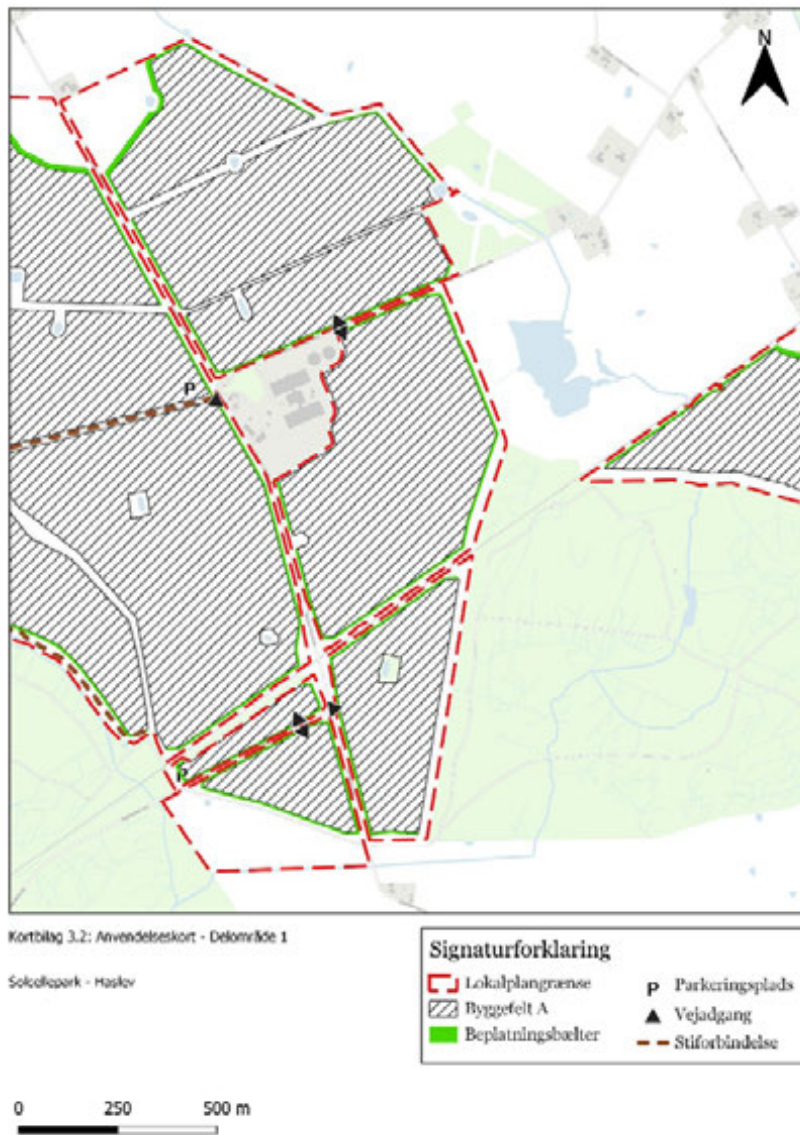 N
P
P
Kortbilag 3.2: Anvendelseskort - Delområde 1
Solcellepark - Haslev
Signaturforklaring
Lokalplangrænse
Byggefelt A
Beplatningsbælter
P Parkeringsplads
Vejadgang
Stiforbindelse
0 250 500 m